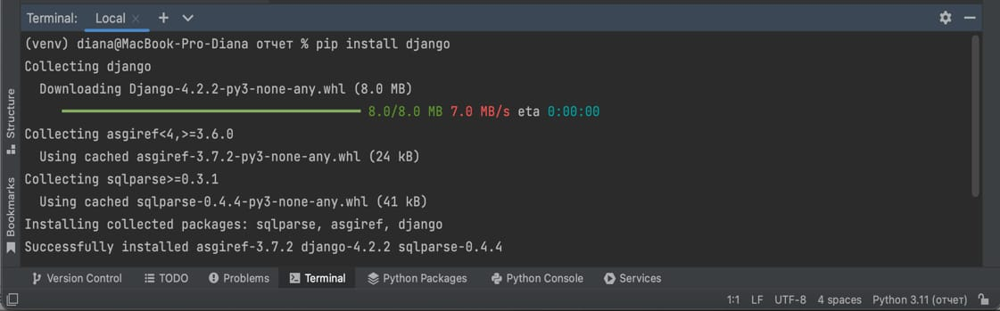 Terminal: Local × + 
(venv) diana@MacBook-Pro-Diana отчет % pip install django
Collecting django
Downloading Django-4.2.2-py3-none-any.whl (8.0 MB)
8.0/8.0 MB 7.0 MB/s eta 0:00:00
Collecting asgiref<4,>=3.6.0
Using cached asgiref-3.7.2-py3-none-any.whl (24 kB)
Collecting sqlparse>=0.3.1
Using cached sqlparse-0.4.4-py3-none-any.whl (41 kB)
Installing collected packages: sqlparse, asgiref, django
Successfully installed asgiref-3.7.2 django-4.2.2 sqlparse-0.4.4
Structure
Bookmarks
Version Control TODO Problems Terminal Python Packages Python Console Services
1:1 LF UTF-8 4 spaces Python 3.11 (отчет)